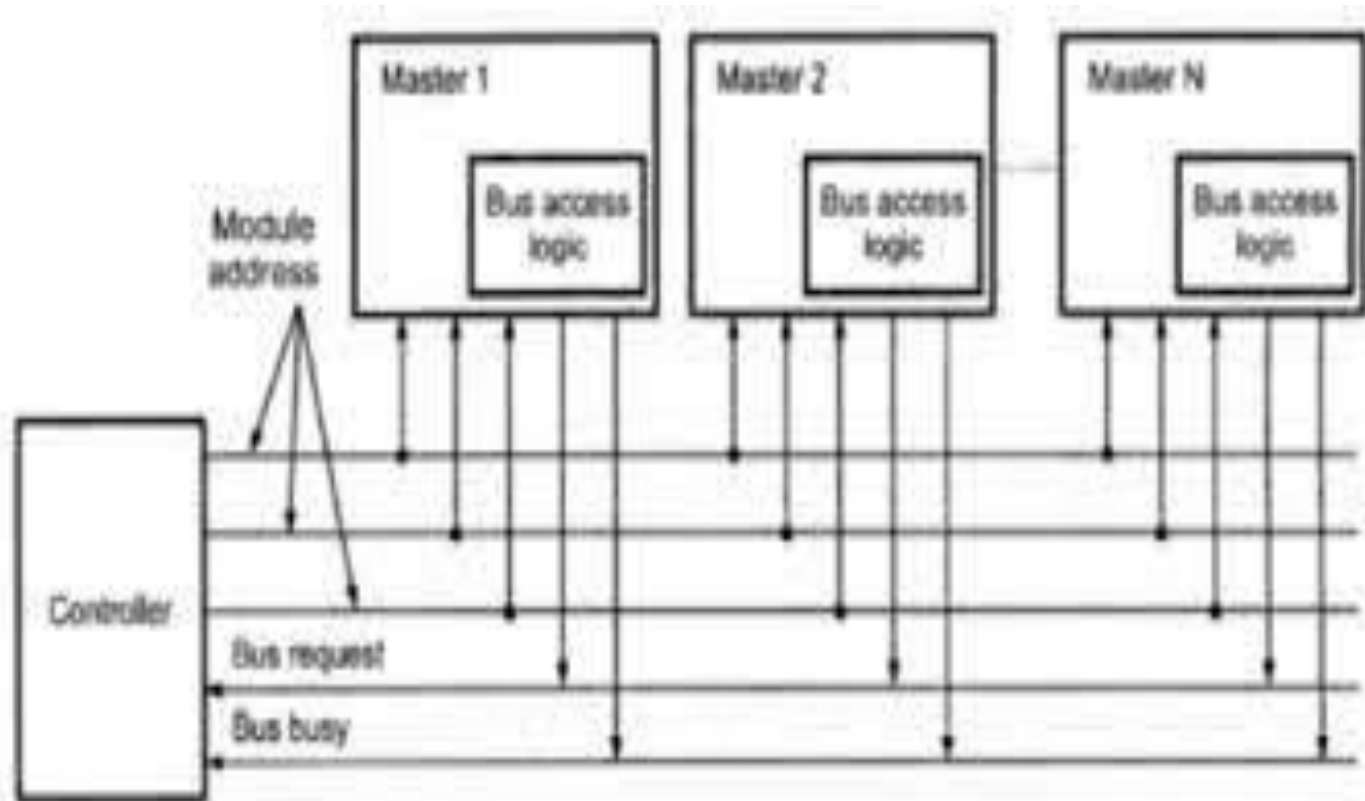 Master 1
Master 2
Master N
Bus access
logic
Bus access
logic
Bus access
logic
Module
address
Controller
Bus request
Bus busy